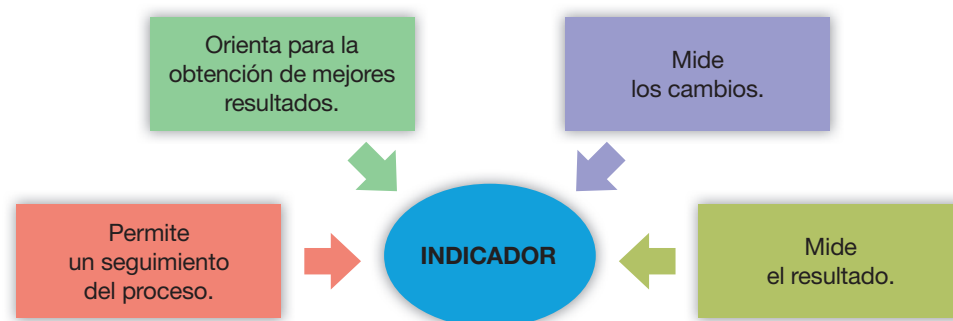 Orienta para la
obtención de mejores
resultados.
Mide
los cambios.
Permite
un seguimiento
del proceso.
INDICADOR
Mide
el resultado.